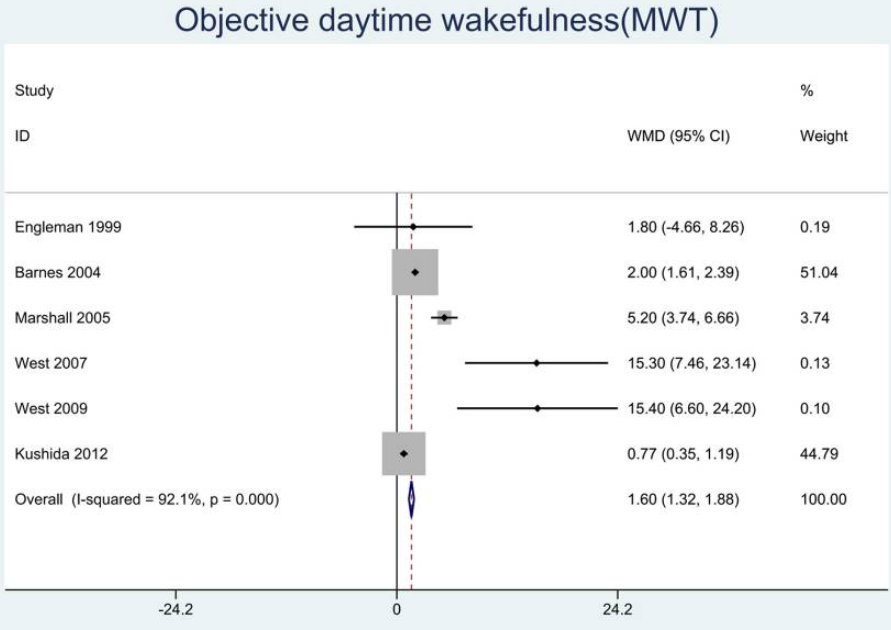 Objective daytime wakefulness(MWT)
Study %
ID WMD (95% CI) Weight
Engleman 1999 1.80 (-4.66, 8.26) 0.19
Barnes 2004 2.00 (1.61, 2.39) 51.04
Marshall 2005 5.20 (3.74, 6.66) 3.74
West 2007 15.30 (7.46, 23.14) 0.13
West 2009 15.40 (6.60, 24.20) 0.10
Kushida 2012 0.77 (0.35, 1.19) 44.79
Overall (I-squared = 92.1%, p = 0.000) 1.60 (1.32, 1.88) 100.00
-24.2 0 24.2